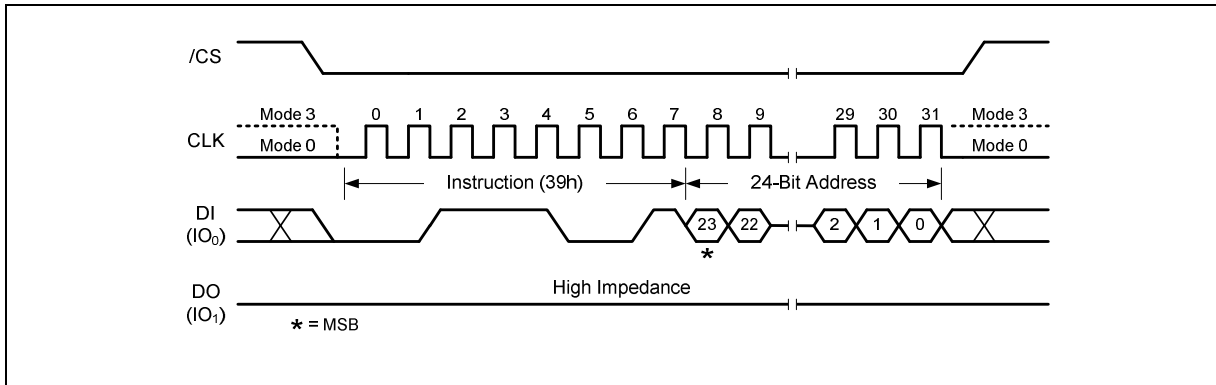 /CS
Mode 3 0 1 2 3 4 5 6 7 8 9 29 30 31 Mode 3
CLK
Mode 0 Mode 0
Instruction (39h) 24-Bit Address
DI
(IO0)
23 22 2 1 0
*
High Impedance
DO
(IO1)
* = MSB